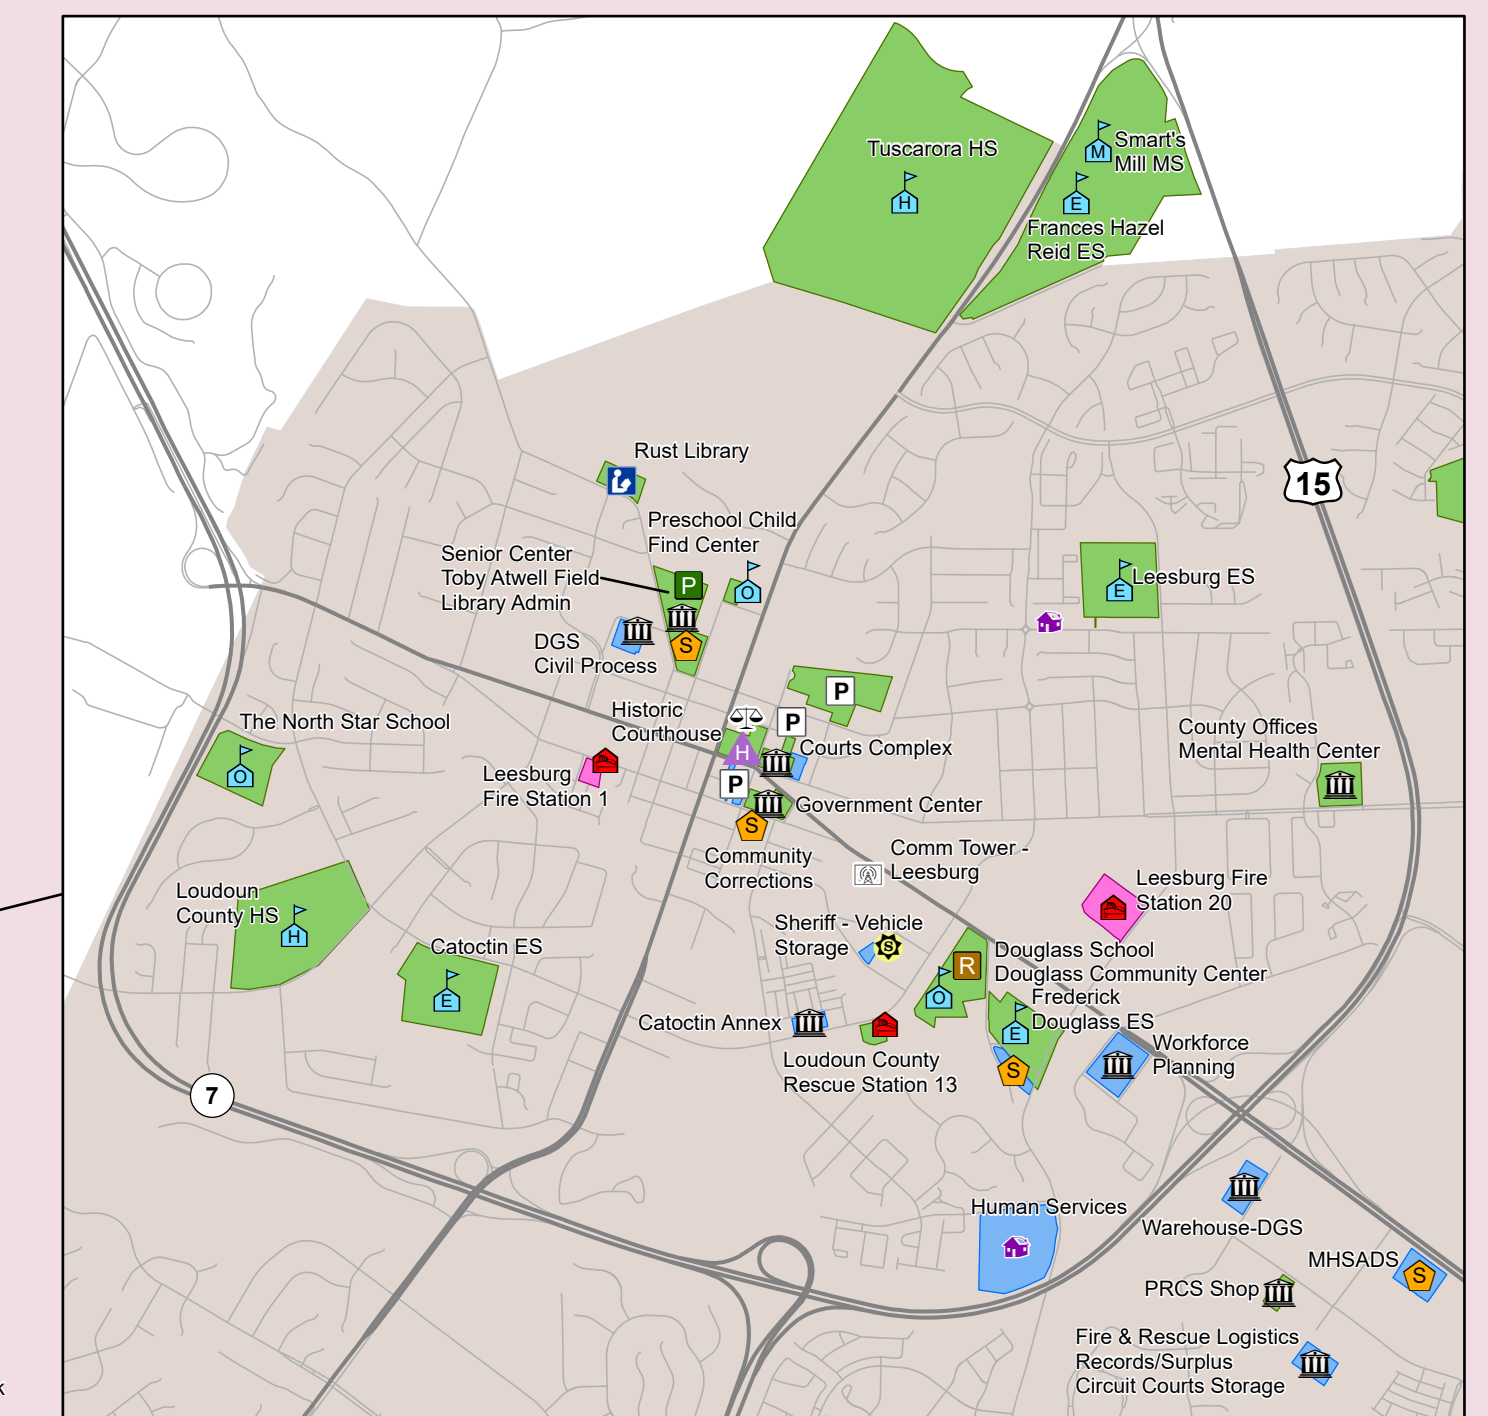 Tuscarora HS
H
M
Smart's
Mill MS
E
Frances Hazel
Reid ES
15
Rust Library
Preschool Child
Find Center
O
Senior Center
Toby Atwell Field
Library Admin
P
S
DGS
Civil Process
E
Leesburg ES
P
Historic
Courthouse
H
P
Courts Complex
P
The North Star School
O
Leesburg
Fire Station 1
County Offices
Mental Health Center
Government Center
S
Community
Corrections
Comm Tower -
Leesburg
Leesburg Fire
Station 20
Loudoun
County HS
H
Catoctin ES
E
Sheriff - Vehicle
Storage
S
R
O
Douglass School
Douglass Community Center
Frederick
Douglass ES
E
S
Catoctin Annex
Loudoun County
Rescue Station 13
Workforce
Planning
7
Human Services
Warehouse-DGS
MHSADS
S
PRCS Shop
Fire & Rescue Logistics
Records/Surplus
Circuit Courts Storage